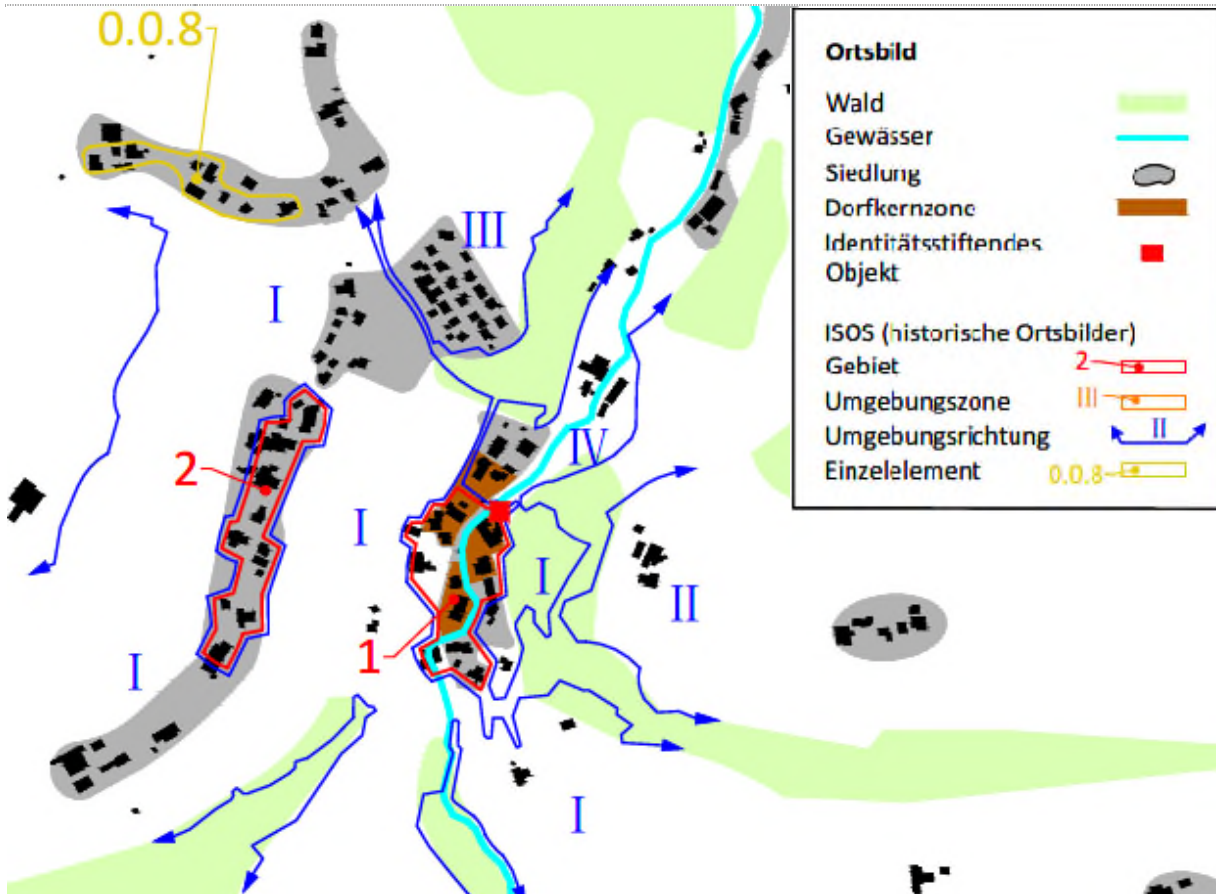 0.0.8
III
I
2
IV
I
I
II
1
I
I
Ortsbild
Wald
Gewässer
Siedlung
Dorfkernzone
Identitätsstiftendes
Objekt
ISOS (historische Ortsbilder)
Gebiet 2
Umgebungszone III
Umgebungsrichtung II
Einzelelement 0.0.8